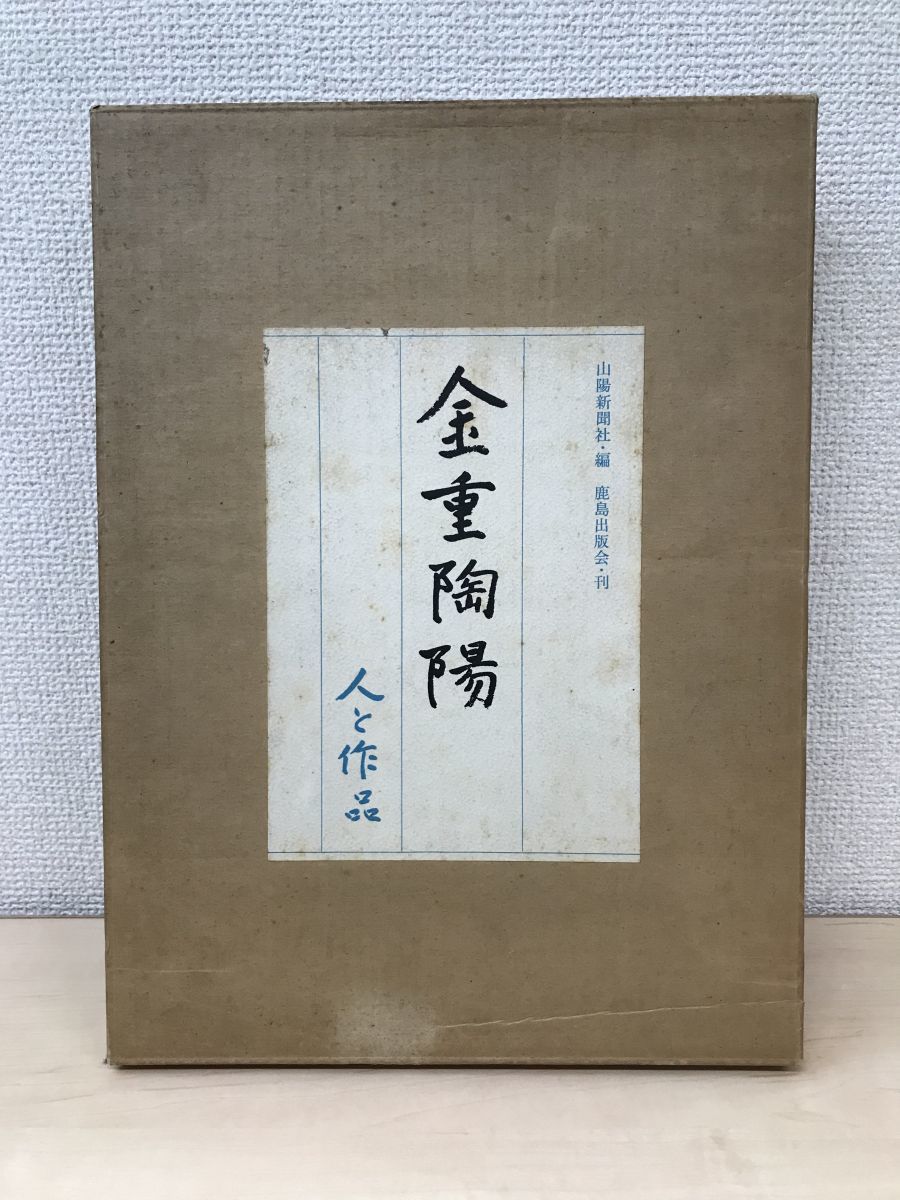 山陽新聞社・編　鹿島出版会・刊
金重陶陽
人と作品